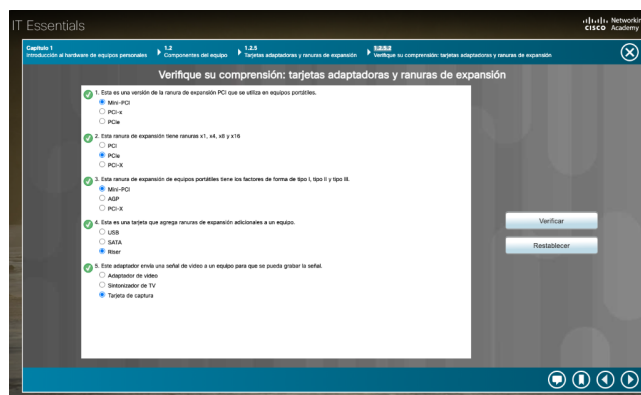 IT Essentials
Networkin
CISCO Academy
Capítulo 1
Introducción al hardware de equipos personales
1.2
Componentes del equipo
1.2.5
Tarjetas adaptadoras y ranuras de expansión
Verifique su comprensión: tarjetas adaptadoras y ranuras de expansión
Verifique su comprensión: tarjetas adaptadoras y ranuras de expansión
1. Esta es una versión de la ranura de expansión PCI que se utiliza en equipos portátiles.
Mini-PCI
PCI-x
PCIe
2. Esta ranura de expansión tiene ranuras x1, x4, x8 y x16
PCI
PCIe
PCI-X
3. Esta ranura de expansión de equipos portátiles tiene los factores de forma de tipo I, tipo II y tipo III.
Mini-PCI
AGP
PCI-X
4. Esta es una tarjeta que agrega ranuras de expansión adicionales a un equipo.
USB
SATA
Riser
5. Este adaptador envía una señal de video a un equipo para que se pueda grabar la señal.
Adaptador de video
Sintonizador de TV
Tarjeta de captura
Verificar
Restablecer